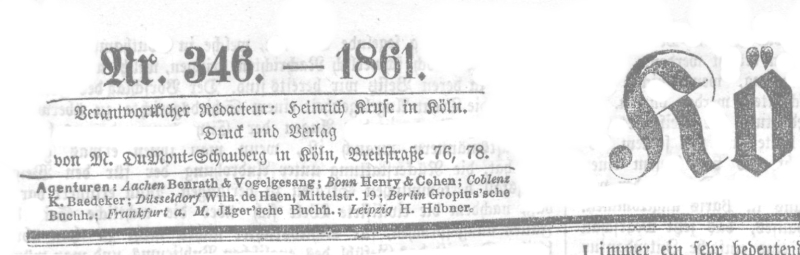 Nr. 346. — 1861.
Verantwortlicher Redacteur: Heinrich Kruse in Köln.
Druck und Verlag
von M. DuMont-Schauberg in Köln, Breitstraße 76, 78.
Agenturen: Aachen Benrath & Vogelgesang; Bonn Henry & Cohen; Coblenz
K. Baedeker; Düsseldorf Wilh. de Haen, Mittelstr. 19; Berlin Gropius'sche
Buchh.; Frankfurt a. M. Jäger'sche Buchh.; Leipzig H. Hübner.
Kö
immer ein sehr bedeutend